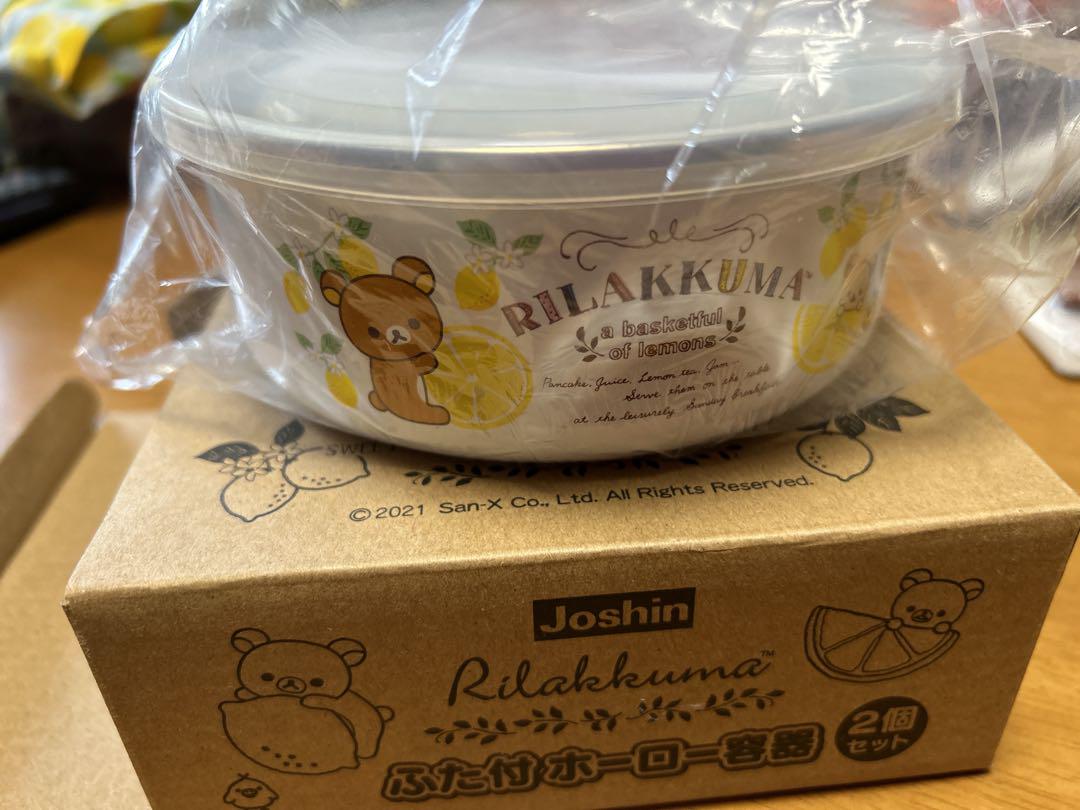 RILAKKUMA
a basketful
of lemons
Pancake, Juice, Lemon tea, Jam...
Serve them on the table
at the leisurely Sunday breakfast
©2021 San-X Co., Ltd. All Rights Reserved.
Joshin
Rilakkuma™
ふた付ホーロー容器
2個
セット